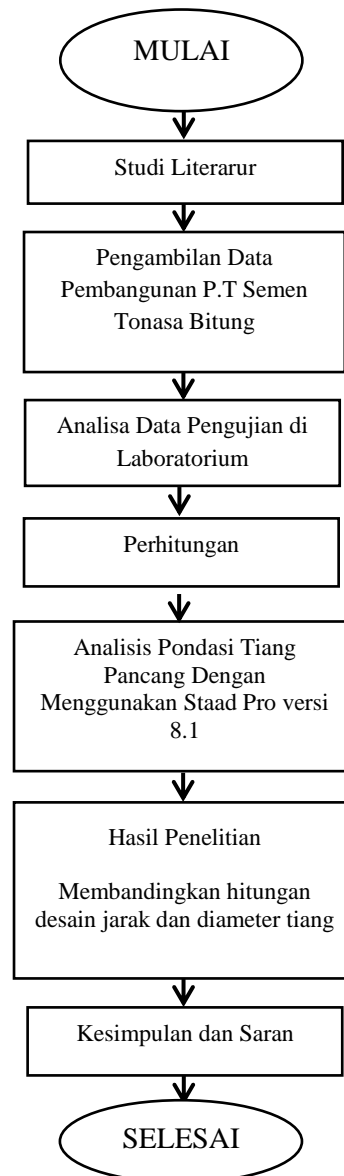 MULAI
Studi Literarur
Pengambilan Data
Pembangunan P.T Semen
Tonasa Bitung
Analisa Data Pengujian di
Laboratorium
Perhitungan
Analisis Pondasi Tiang
Pancang Dengan
Menggunakan Staad Pro versi
8.1
Hasil Penelitian
Membandingkan hitungan
desain jarak dan diameter tiang
Kesimpulan dan Saran
SELESAI